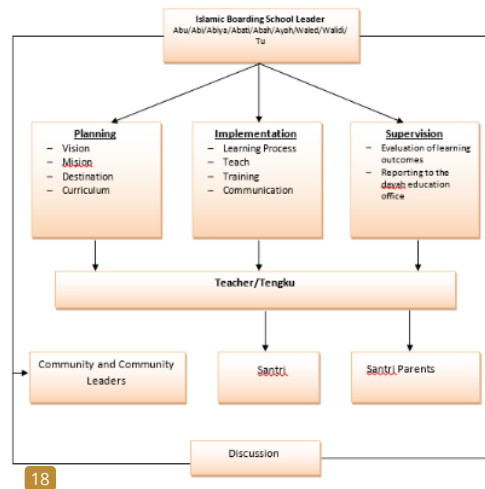 Islamic Boarding School Leader
Abu/Abi/Abiya/Abati/Abah/Ayah/Waled/Walidi/
Tu
Planning
– Vision
– Mision
– Destination
– Curriculum
Implementation
– Learning Process
– Teach
– Training
– Communication
Supervision
– Evaluation of learning
outcomes
– Reporting to the
dayah education
office
Teacher/Tengku
Community and Community
Leaders
Santri
Santri Parents
Discussion
18